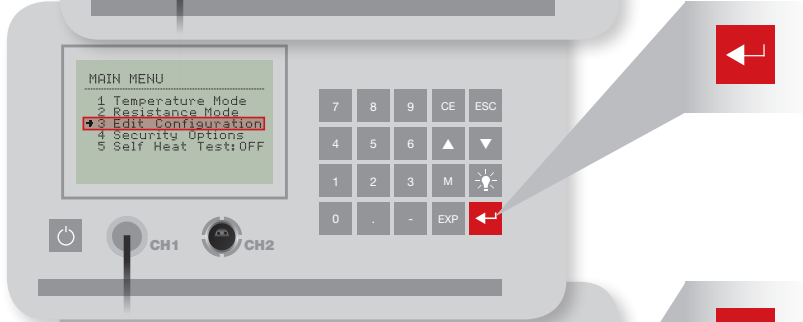 MAIN MENU
1 Temperature Mode
2 Resistance Mode
3 Edit Configuration
4 Security Options
5 Self Heat Test:OFF
7 8 9 CE ESC
4 5 6
1 2 3 M
0 . - EXP
CH1 CH2